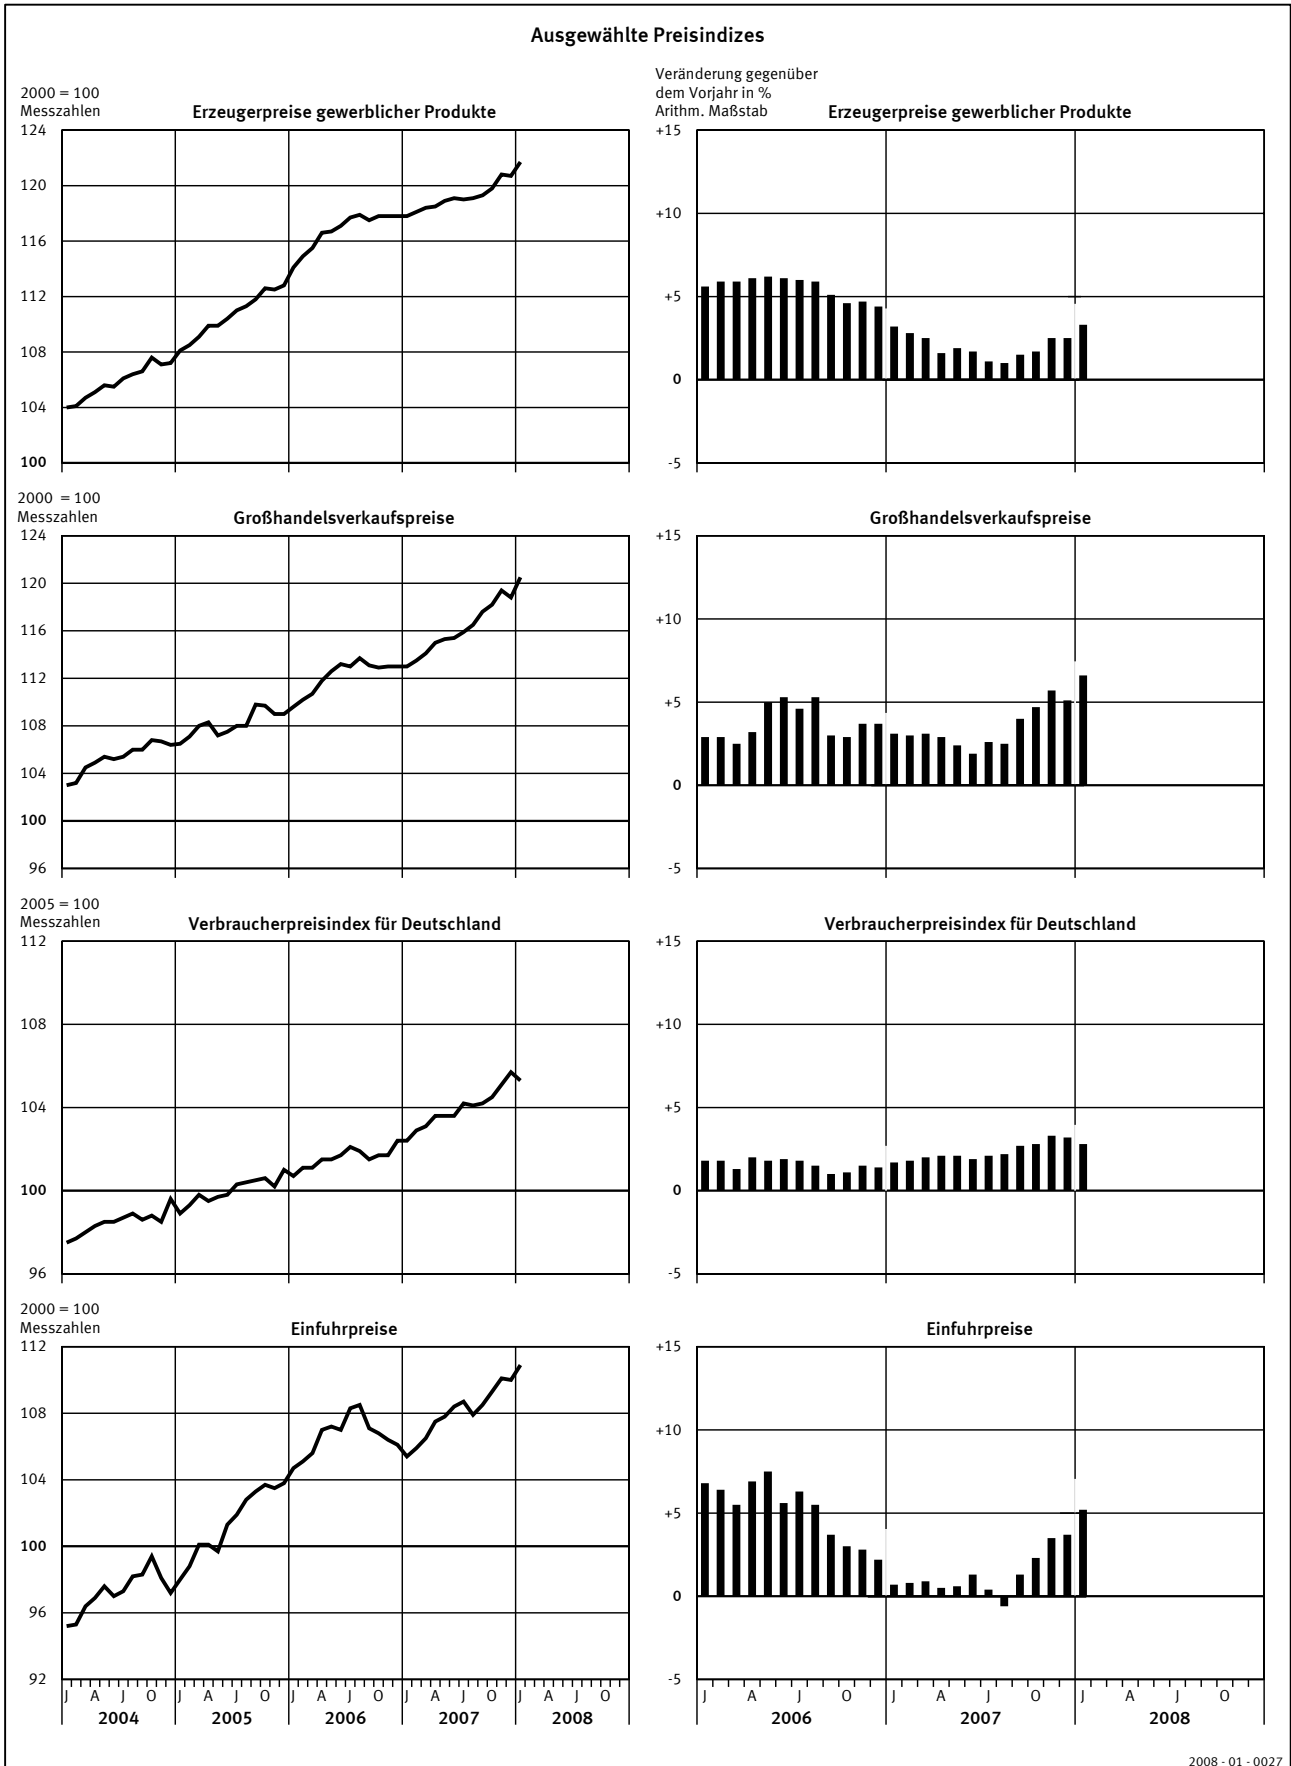 Ausgewählte Preisindizes
2000 = 100
Messzahlen
Erzeugerpreise gewerblicher Produkte
124
120
116
112
108
104
100
Veränderung gegenüber
dem Vorjahr in %
Arithm. Maßstab
Erzeugerpreise gewerblicher Produkte
+15
+10
+5
0
-5
2000 = 100
Messzahlen
Großhandelsverkaufspreise
124
120
116
112
108
104
100
96
Großhandelsverkaufspreise
+15
+10
+5
0
-5
2005 = 100
Messzahlen
Verbraucherpreisindex für Deutschland
112
108
104
100
96
Verbraucherpreisindex für Deutschland
+15
+10
+5
0
-5
2000 = 100
Messzahlen
Einfuhrpreise
112
108
104
100
96
92
J A J O J A J O J A J O J A J O J A J O
2004 2005 2006 2007 2008
Einfuhrpreise
+15
+10
+5
0
-5
J A J O J A J O J A J O
2006 2007 2008
2008 - 01 - 0027